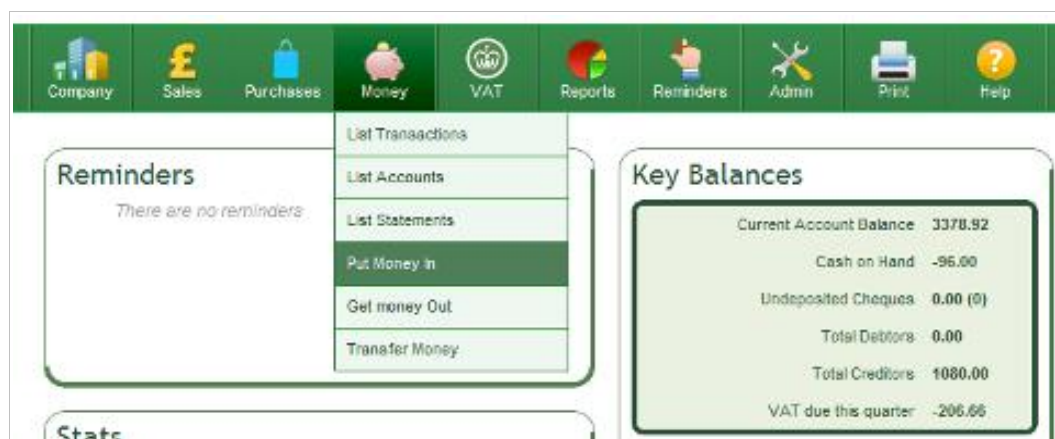 Company Sales Purchases Money VAT Reports Reminders Admin Print Help
List Transactions
List Accounts
List Statements
Put Money In
Get money Out
Transfer Money
Reminders
There are no reminders
Key Balances
Current Account Balance 3378.92
Cash on Hand -96.00
Undeposited Cheques 0.00 (0)
Total Debtors 0.00
Total Creditors 1080.00
VAT due this quarter -206.66
Stats